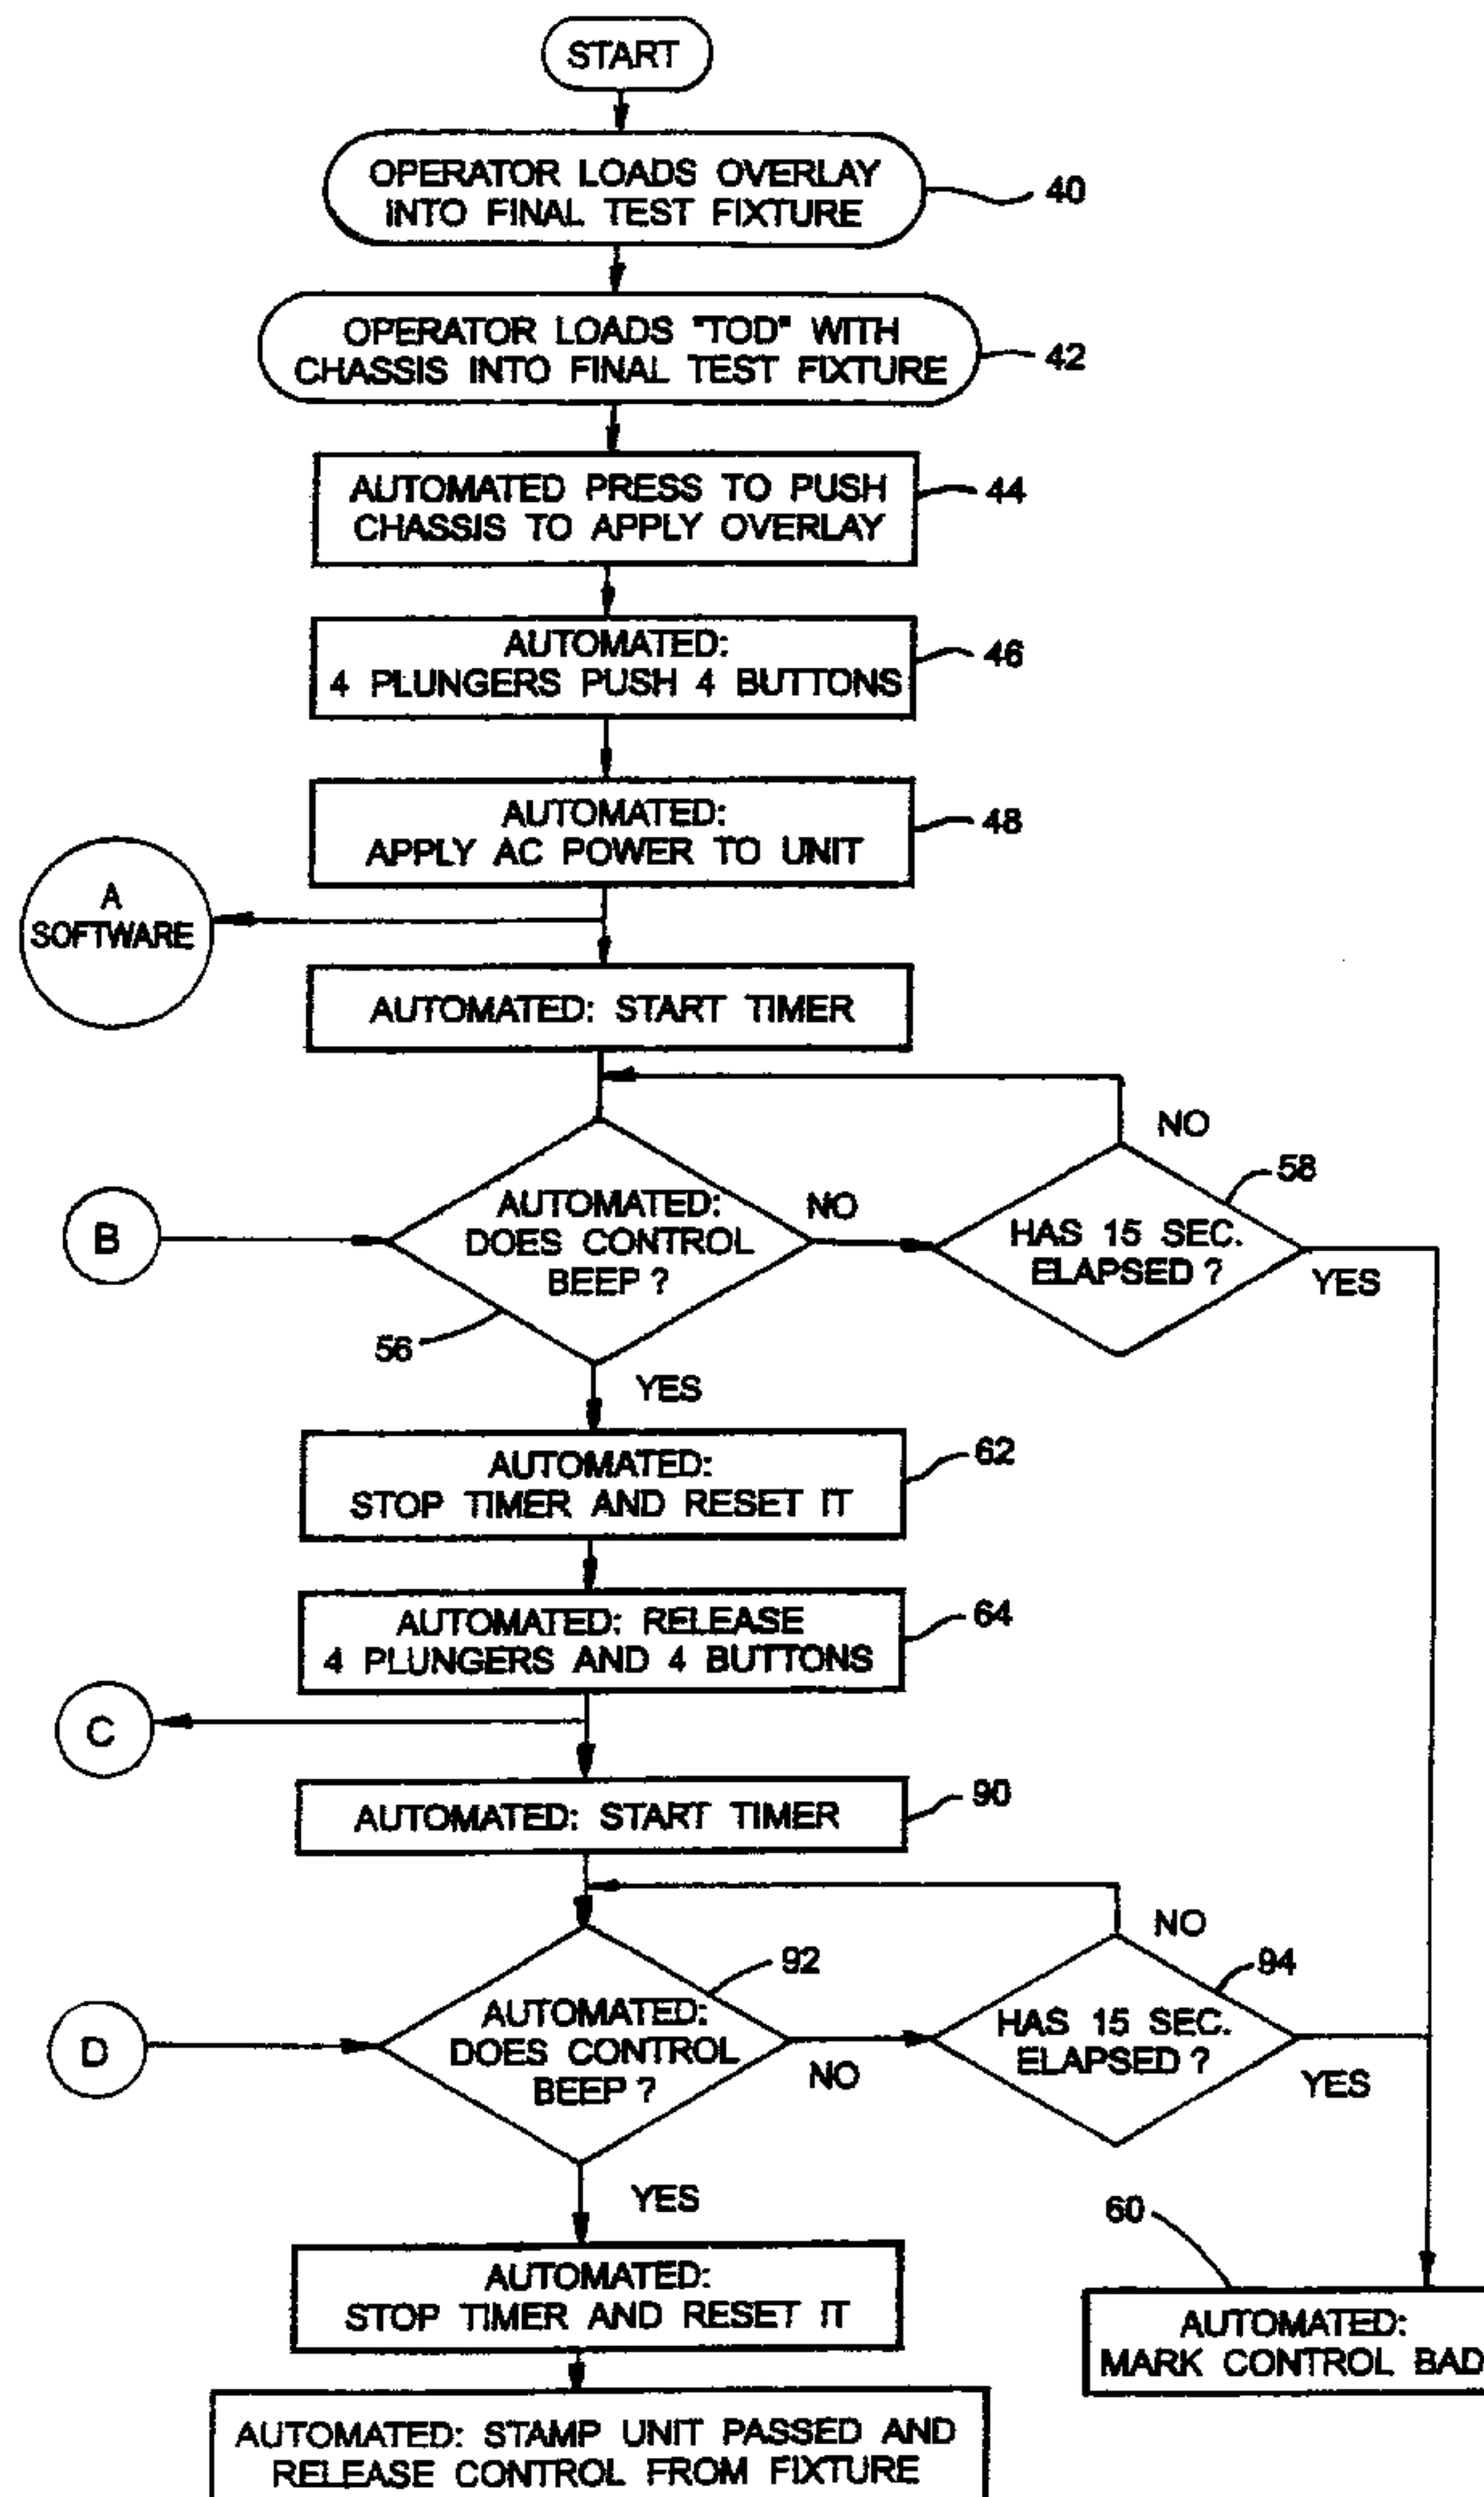 START
OPERATOR LOADS OVERLAY
INTO FINAL TEST FIXTURE
40
OPERATOR LOADS "TOD" WITH
CHASSIS INTO FINAL TEST FIXTURE
42
AUTOMATED PRESS TO PUSH
CHASSIS TO APPLY OVERLAY
44
AUTOMATED:
4 PLUNGERS PUSH 4 BUTTONS
46
AUTOMATED:
APPLY AC POWER TO UNIT
48
A
SOFTWARE
AUTOMATED: START TIMER
NO
58
B
AUTOMATED:
DOES CONTROL
BEEP ?
NO
HAS 15 SEC.
ELAPSED ?
YES
56
YES
AUTOMATED:
STOP TIMER AND RESET IT
62
AUTOMATED: RELEASE
4 PLUNGERS AND 4 BUTTONS
64
C
AUTOMATED: START TIMER
90
NO
92
94
D
AUTOMATED:
DOES CONTROL
BEEP ?
NO
HAS 15 SEC.
ELAPSED ?
YES
YES
60
AUTOMATED:
STOP TIMER AND RESET IT
AUTOMATED:
MARK CONTROL BAD
AUTOMATED: STAMP UNIT PASSED AND
RELEASE CONTROL FROM FIXTURE